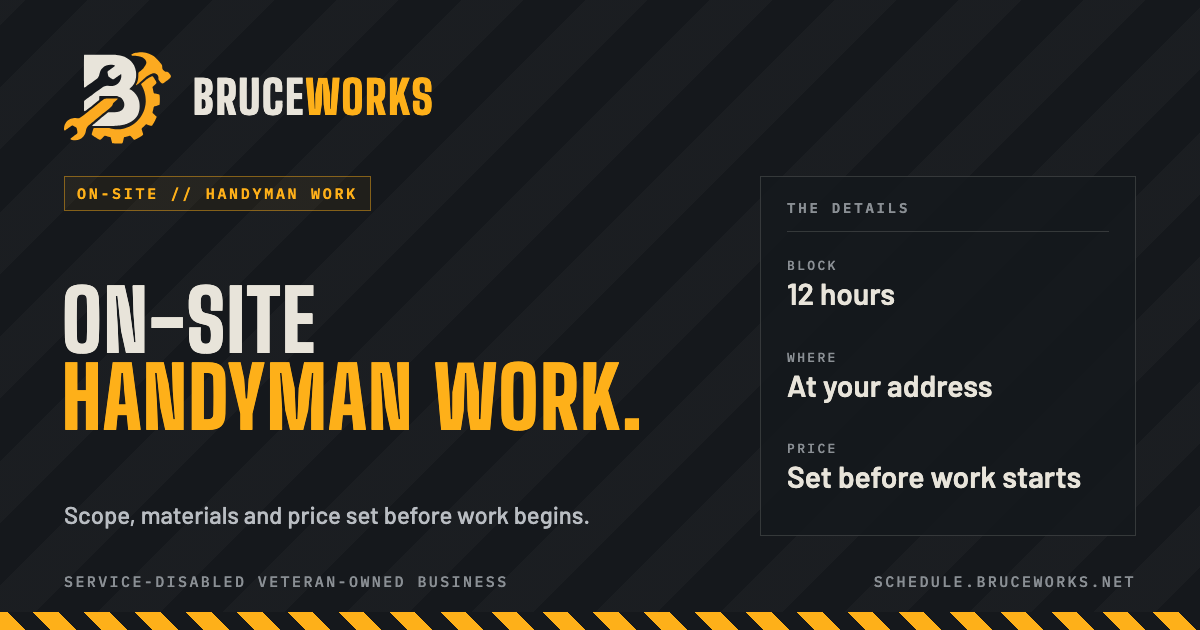 BRUCEWORKS
ON-SITE // HANDYMAN WORK
ON-SITE
HANDYMAN WORK.
Scope, materials and price set before work begins.
THE DETAILS
BLOCK
12 hours
WHERE
At your address
PRICE
Set before work starts
SERVICE-DISABLED VETERAN-OWNED BUSINESS
SCHEDULE.BRUCEWORKS.NET